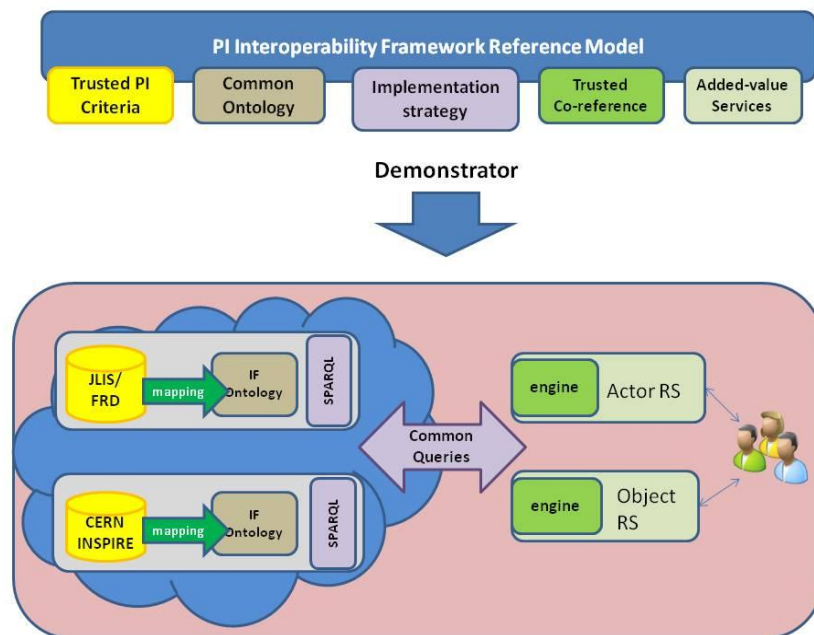 PI Interoperability Framework Reference Model
Trusted PI
Criteria
Common
Ontology
Implementation
strategy
Trusted
Co-reference
Added-value
Services
Demonstrator
JLIS/
FRD
mapping
IF
Ontology
SPARQL
engine
Actor RS
Common
Queries
CERN
INSPIRE
mapping
IF
Ontology
SPARQL
engine
Object
RS